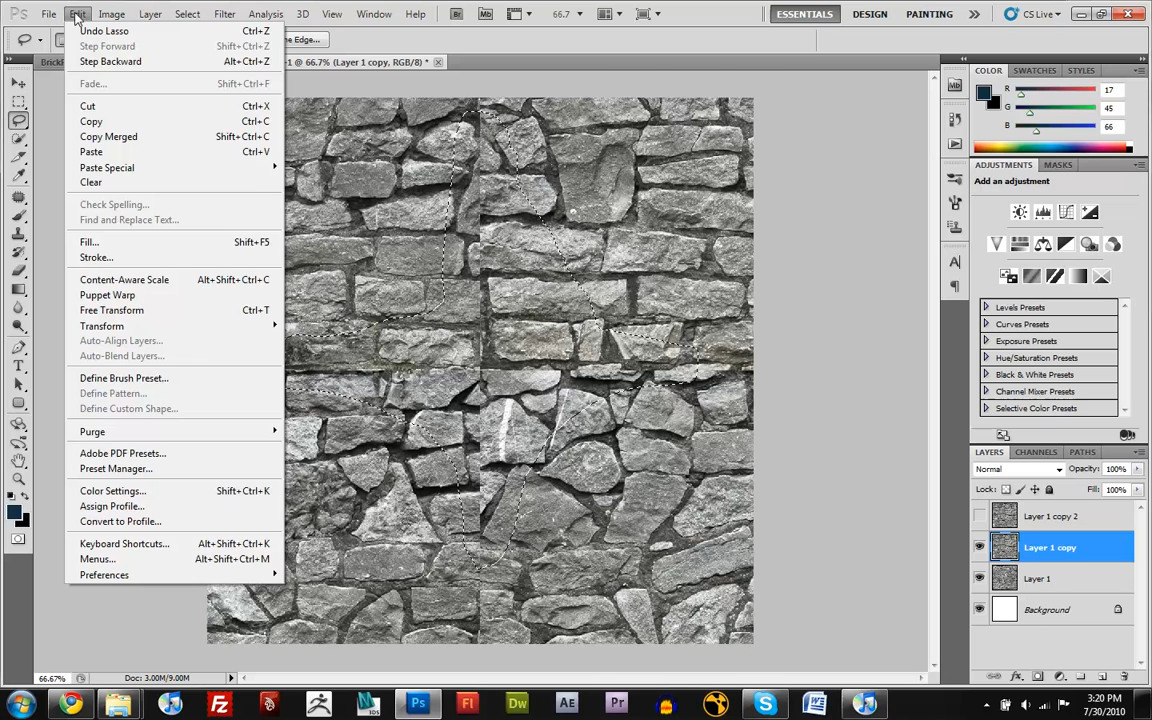 Ps File Edit Image Layer Select Filter Analysis 3D View Window Help Br Mb 66.7 ESSENTIALS DESIGN PAINTING CS Live
Undo Lasso Ctrl+Z
Step Forward Shift+Ctrl+Z
Step Backward Alt+Ctrl+Z
Fade... Shift+Ctrl+F
Cut Ctrl+X
Copy Ctrl+C
Copy Merged Shift+Ctrl+C
Paste Ctrl+V
Paste Special
Clear
Check Spelling...
Find and Replace Text...
Fill... Shift+F5
Stroke...
Content-Aware Scale Alt+Shift+Ctrl+C
Puppet Warp
Free Transform Ctrl+T
Transform
Auto-Align Layers...
Auto-Blend Layers...
Define Brush Preset...
Define Pattern...
Define Custom Shape...
Purge
Adobe PDF Presets...
Preset Manager...
Color Settings... Shift+Ctrl+K
Assign Profile...
Convert to Profile...
Keyboard Shortcuts... Alt+Shift+Ctrl+K
Menus... Alt+Shift+Ctrl+M
Preferences
e Edge...
-1 @ 66.7% (Layer 1 copy, RGB/8) *
COLOR SWATCHES STYLES
R 17
G 45
B 66
ADJUSTMENTS MASKS
Add an adjustment
Levels Presets
Curves Presets
Exposure Presets
Hue/Saturation Presets
Black & White Presets
Channel Mixer Presets
Selective Color Presets
LAYERS CHANNELS PATHS
Normal Opacity: 100%
Lock: Fill: 100%
Layer 1 copy 2
Layer 1 copy
Layer 1
Background
66.67% Doc: 3.00M/9.00M
Ps Fl Dw Ae Pr
3:20 PM
7/30/2010